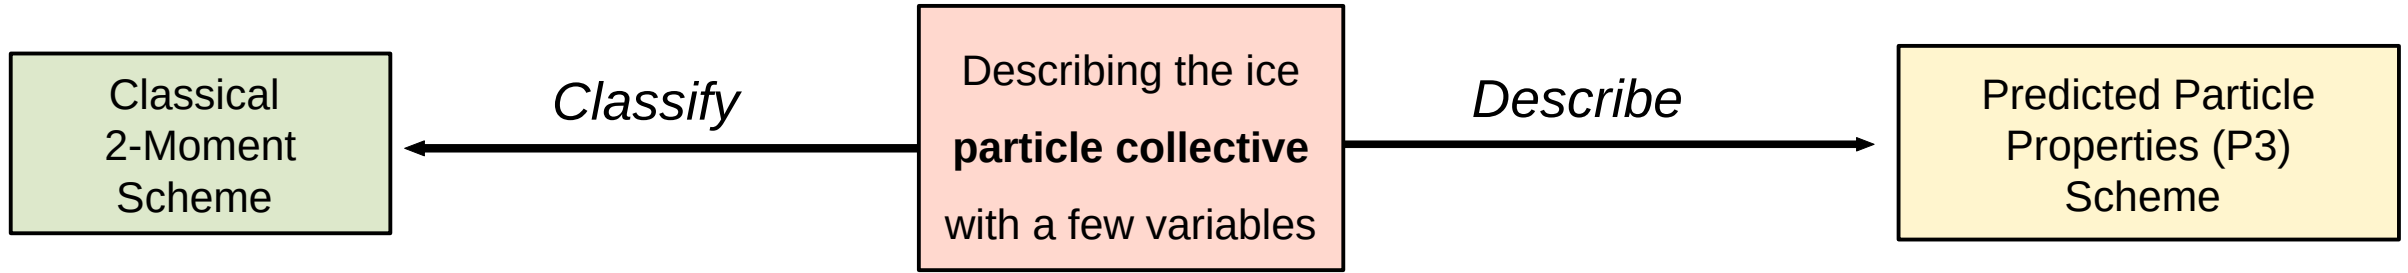 Classical
2-Moment
Scheme
Classify
Describing the ice
particle collective
with a few variables
Describe
Predicted Particle
Properties (P3)
Scheme